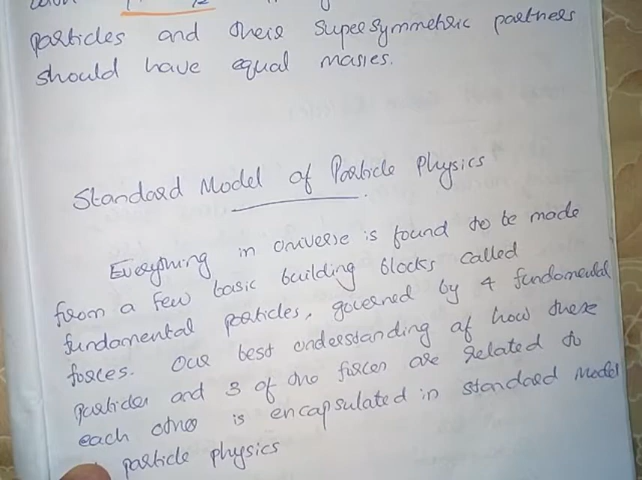 particles and their supersymmetric partners
should have equal masses.
Standard Model of Particle Physics
Everything in universe is found to be made
from a few basic building blocks called
fundamental particles, governed by 4 fundamental
forces. Our best understanding of how these
particles and 3 of the forces are related to
each other is encapsulated in standard model
particle physics